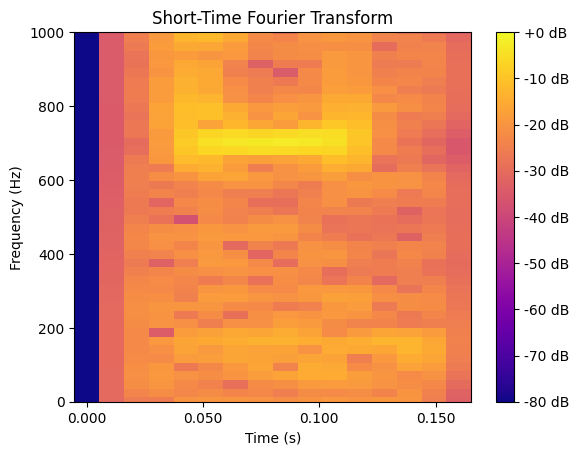 Short-Time Fourier Transform
1000
800
600
400
200
0
Frequency (Hz)
0.000
0.050
0.100
0.150
Time (s)
+0 dB
-10 dB
-20 dB
-30 dB
-40 dB
-50 dB
-60 dB
-70 dB
-80 dB